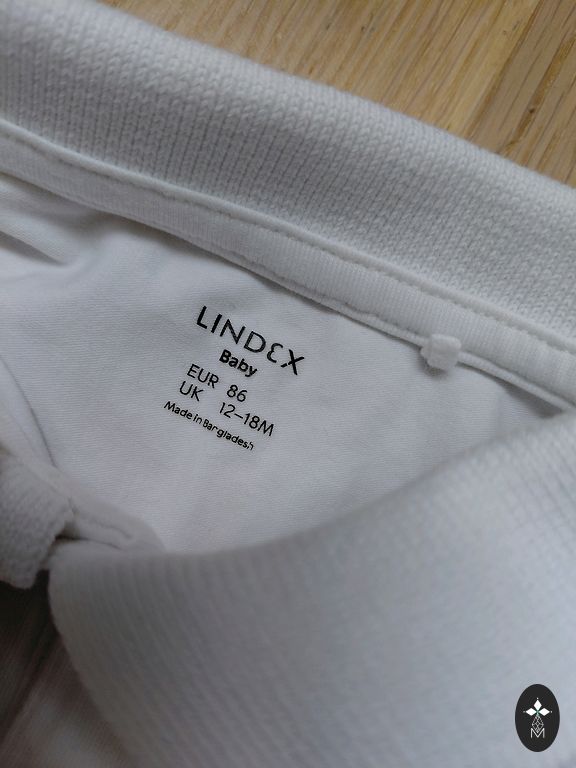 LINDEX
Baby
EUR 86
UK 12–18M
Made in Bangladesh
M